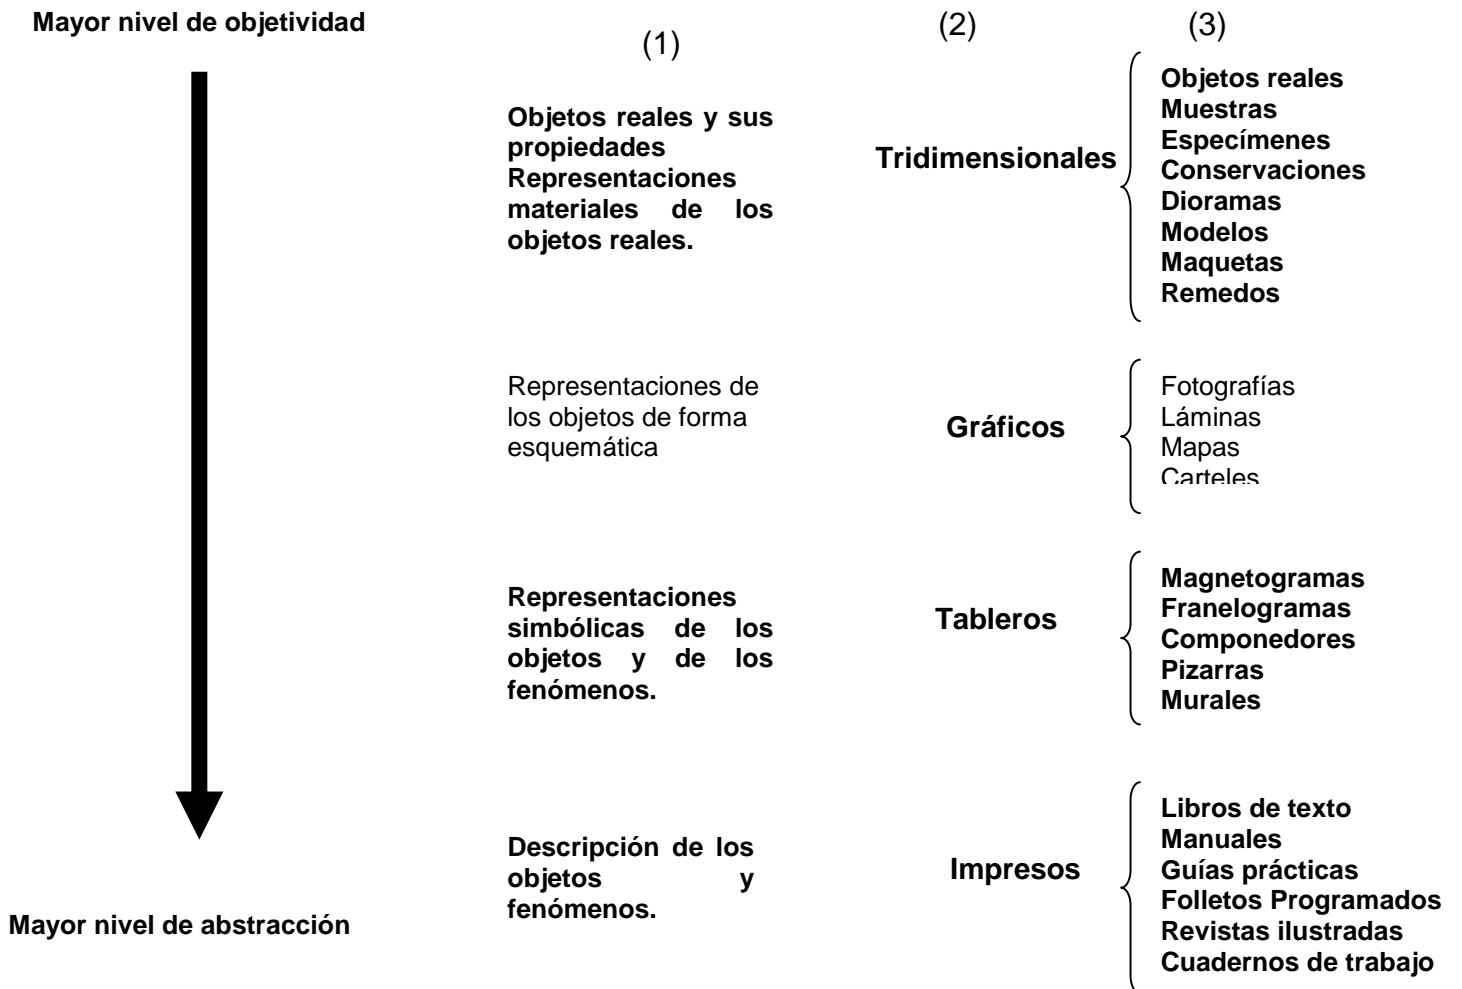 Mayor nivel de objetividad
(1)
(2)
(3)
Objetos reales y sus
propiedades
Representaciones
materiales de los
objetos reales.
Tridimensionales
Objetos reales
Muestras
Especímenes
Conservaciones
Dioramas
Modelos
Maquetas
Remedos
Representaciones de
los objetos de forma
esquemática
Gráficos
Fotografías
Láminas
Mapas
Carteles
Representaciones
simbólicas de los
objetos y de los
fenómenos.
Tableros
Magnetogramas
Franelogramas
Componedores
Pizarras
Murales
Descripción de los
objetos y
fenómenos.
Impresos
Libros de texto
Manuales
Guías prácticas
Folletos Programados
Revistas ilustradas
Cuadernos de trabajo
Mayor nivel de abstracción